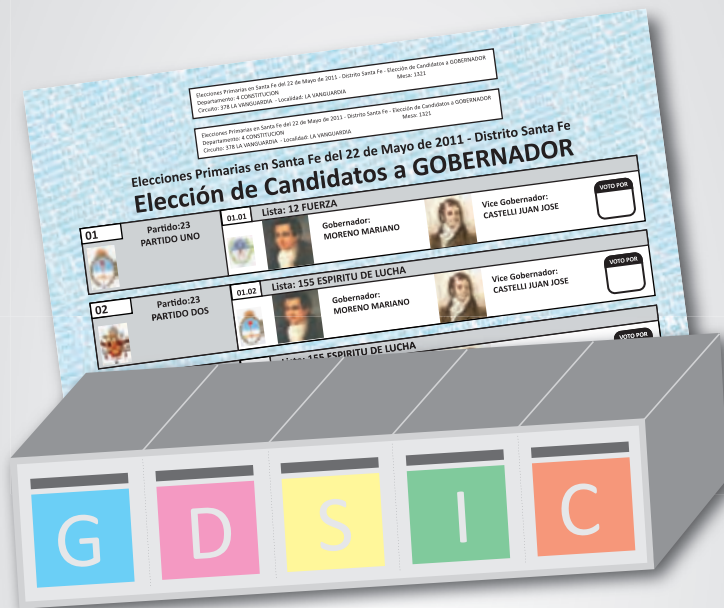 Elecciones Primarias en Santa Fe del 22 de Mayo de 2011 - Distrito Santa Fe - Elección de Candidatos a GOBERNADOR
Departamento: 4 CONSTITUCION Mesa: 1321
Circuito: 378 LA VANGUARDIA - Localidad: LA VANGUARDIA
Elecciones Primarias en Santa Fe del 22 de Mayo de 2011 - Distrito Santa Fe - Elección de Candidatos a GOBERNADOR
Departamento: 4 CONSTITUCION Mesa: 1321
Circuito: 378 LA VANGUARDIA - Localidad: LA VANGUARDIA
Elecciones Primarias en Santa Fe del 22 de Mayo de 2011 - Distrito Santa Fe
Elección de Candidatos a GOBERNADOR
01 Partido:23 PARTIDO UNO
01.01 Lista: 12 FUERZA
Gobernador: MORENO MARIANO
Vice Gobernador: CASTELLI JUAN JOSE
VOTO POR
02 Partido:23 PARTIDO DOS
01.02 Lista: 155 ESPIRITU DE LUCHA
Gobernador: MORENO MARIANO
Vice Gobernador: CASTELLI JUAN JOSE
VOTO POR
Lista: 155 ESPIRITU DE LUCHA
VOTO POR
G D S I C